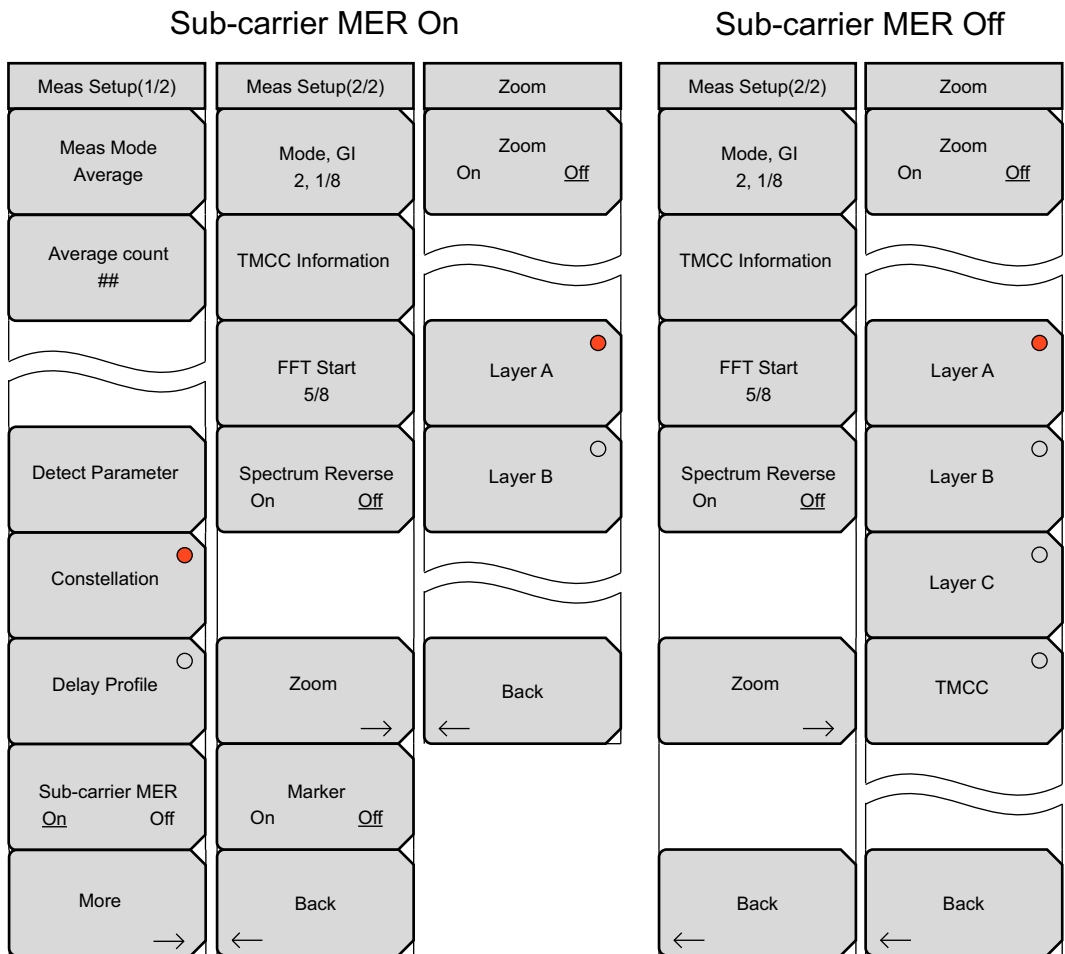 Sub-carrier MER On
Meas Setup(1/2)
Meas Mode
Average
Average count
##
Detect Parameter
Constellation
Delay Profile
Sub-carrier MER
On Off
More
Meas Setup(2/2)
Mode, GI
2, 1/8
TMCC Information
FFT Start
5/8
Spectrum Reverse
On Off
Zoom
Marker
On Off
Back
Zoom
Zoom
On Off
Layer A
Layer B
Back
Sub-carrier MER Off
Meas Setup(2/2)
Mode, GI
2, 1/8
TMCC Information
FFT Start
5/8
Spectrum Reverse
On Off
Zoom
Back
Zoom
Zoom
On Off
Layer A
Layer B
Layer C
TMCC
Back